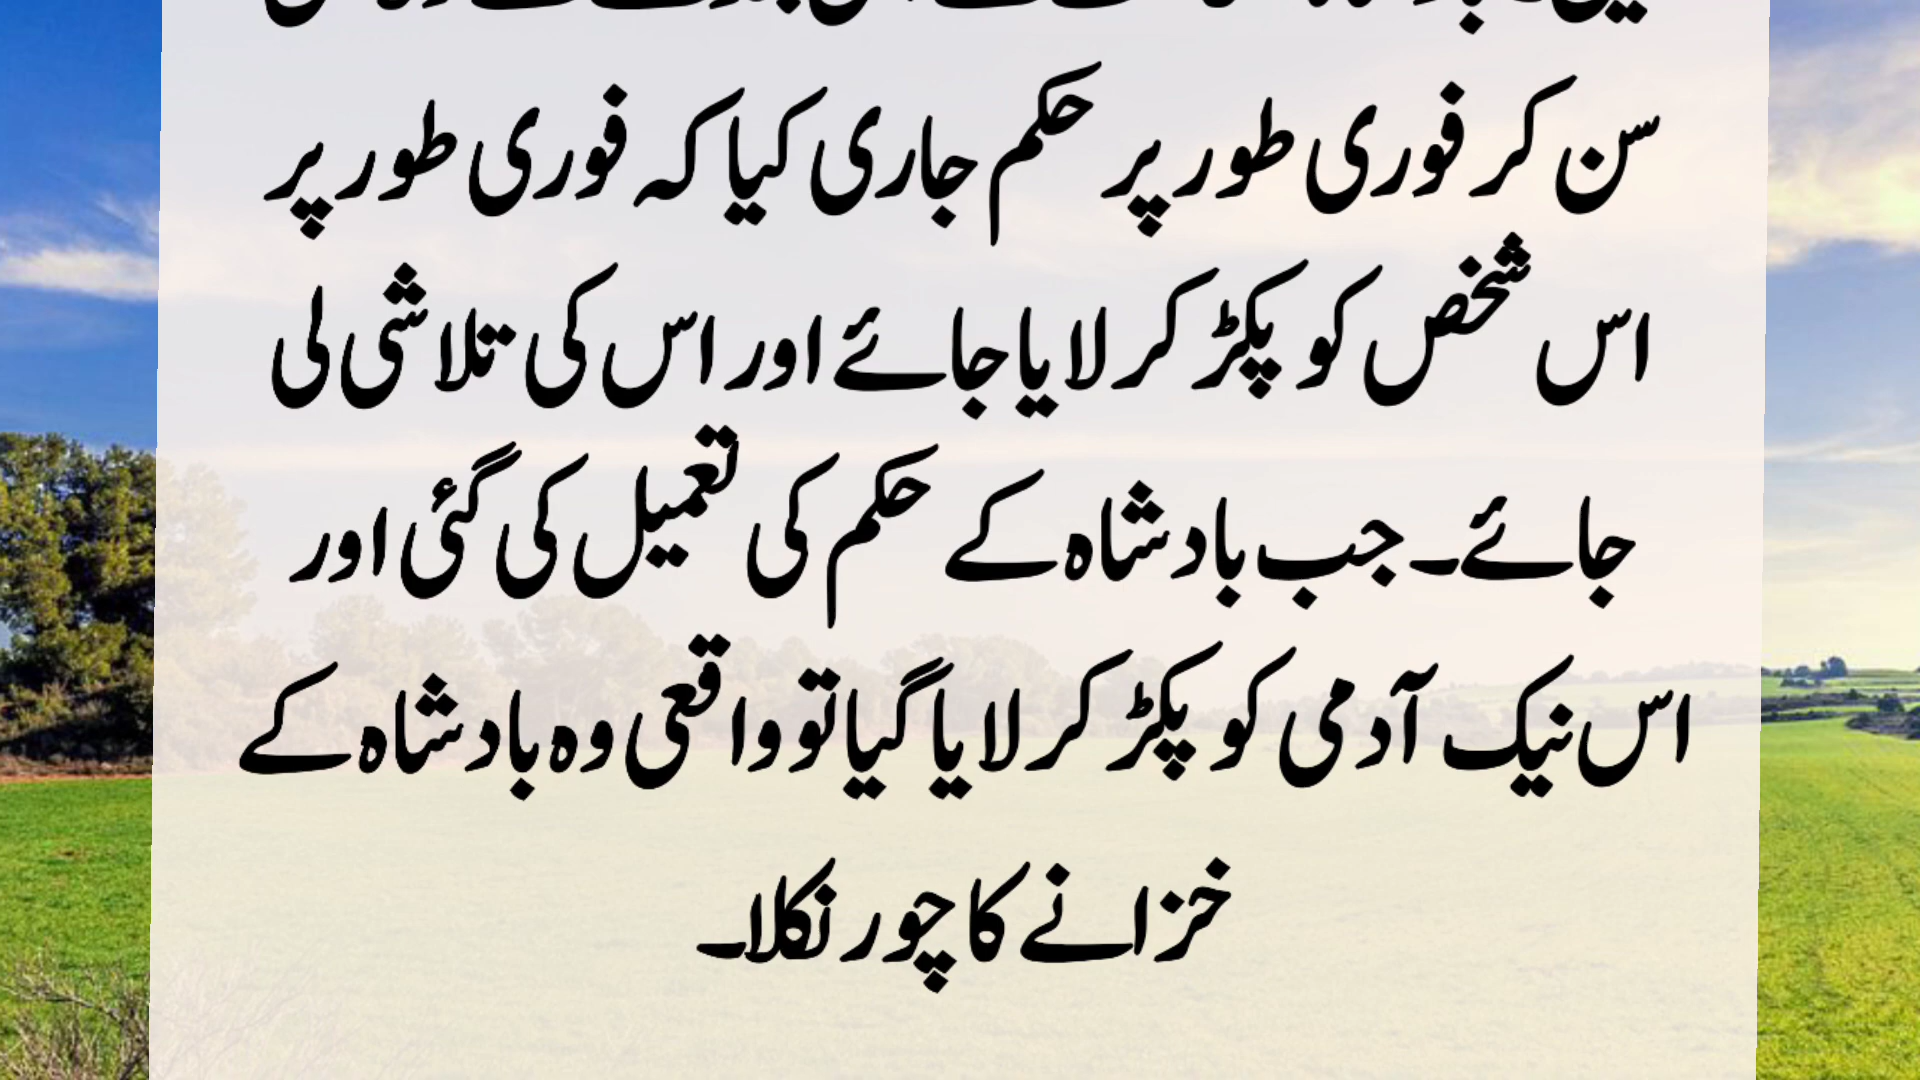 سن کر فوری طور پر حکم جاری کیا کہ فوری طور پر
اس شخص کو پکڑ کر لایا جائے اور اس کی تلاشی لی
جائے۔ جب بادشاہ کے حکم کی تعمیل کی گئی اور
اس نیک آدمی کو پکڑ کر لایا گیا تو واقعی وہ بادشاہ کے
خزانے کا چور نکلا۔